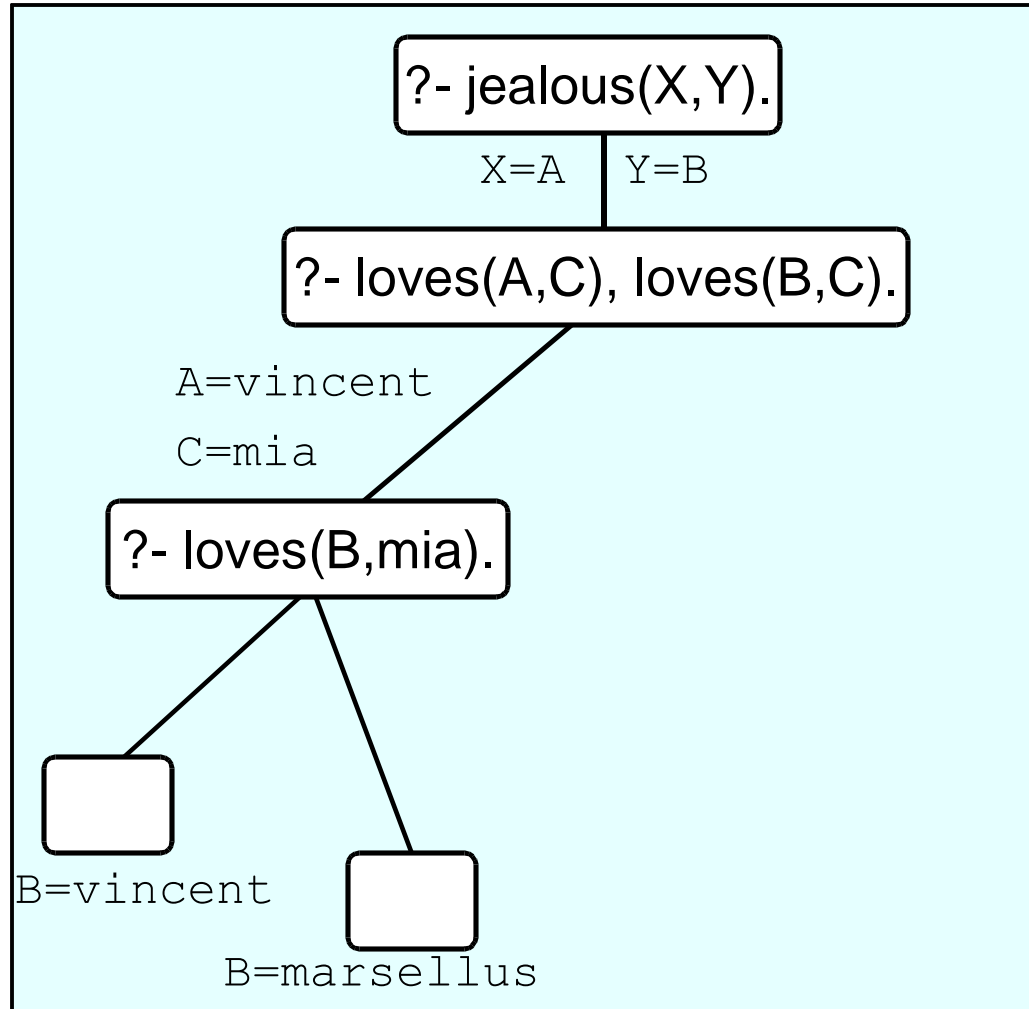 ?- jealous(X,Y).
X=A Y=B
?- loves(A,C), loves(B,C).
A=vincent
C=mia
?- loves(B,mia).
B=vincent
B=marsellus